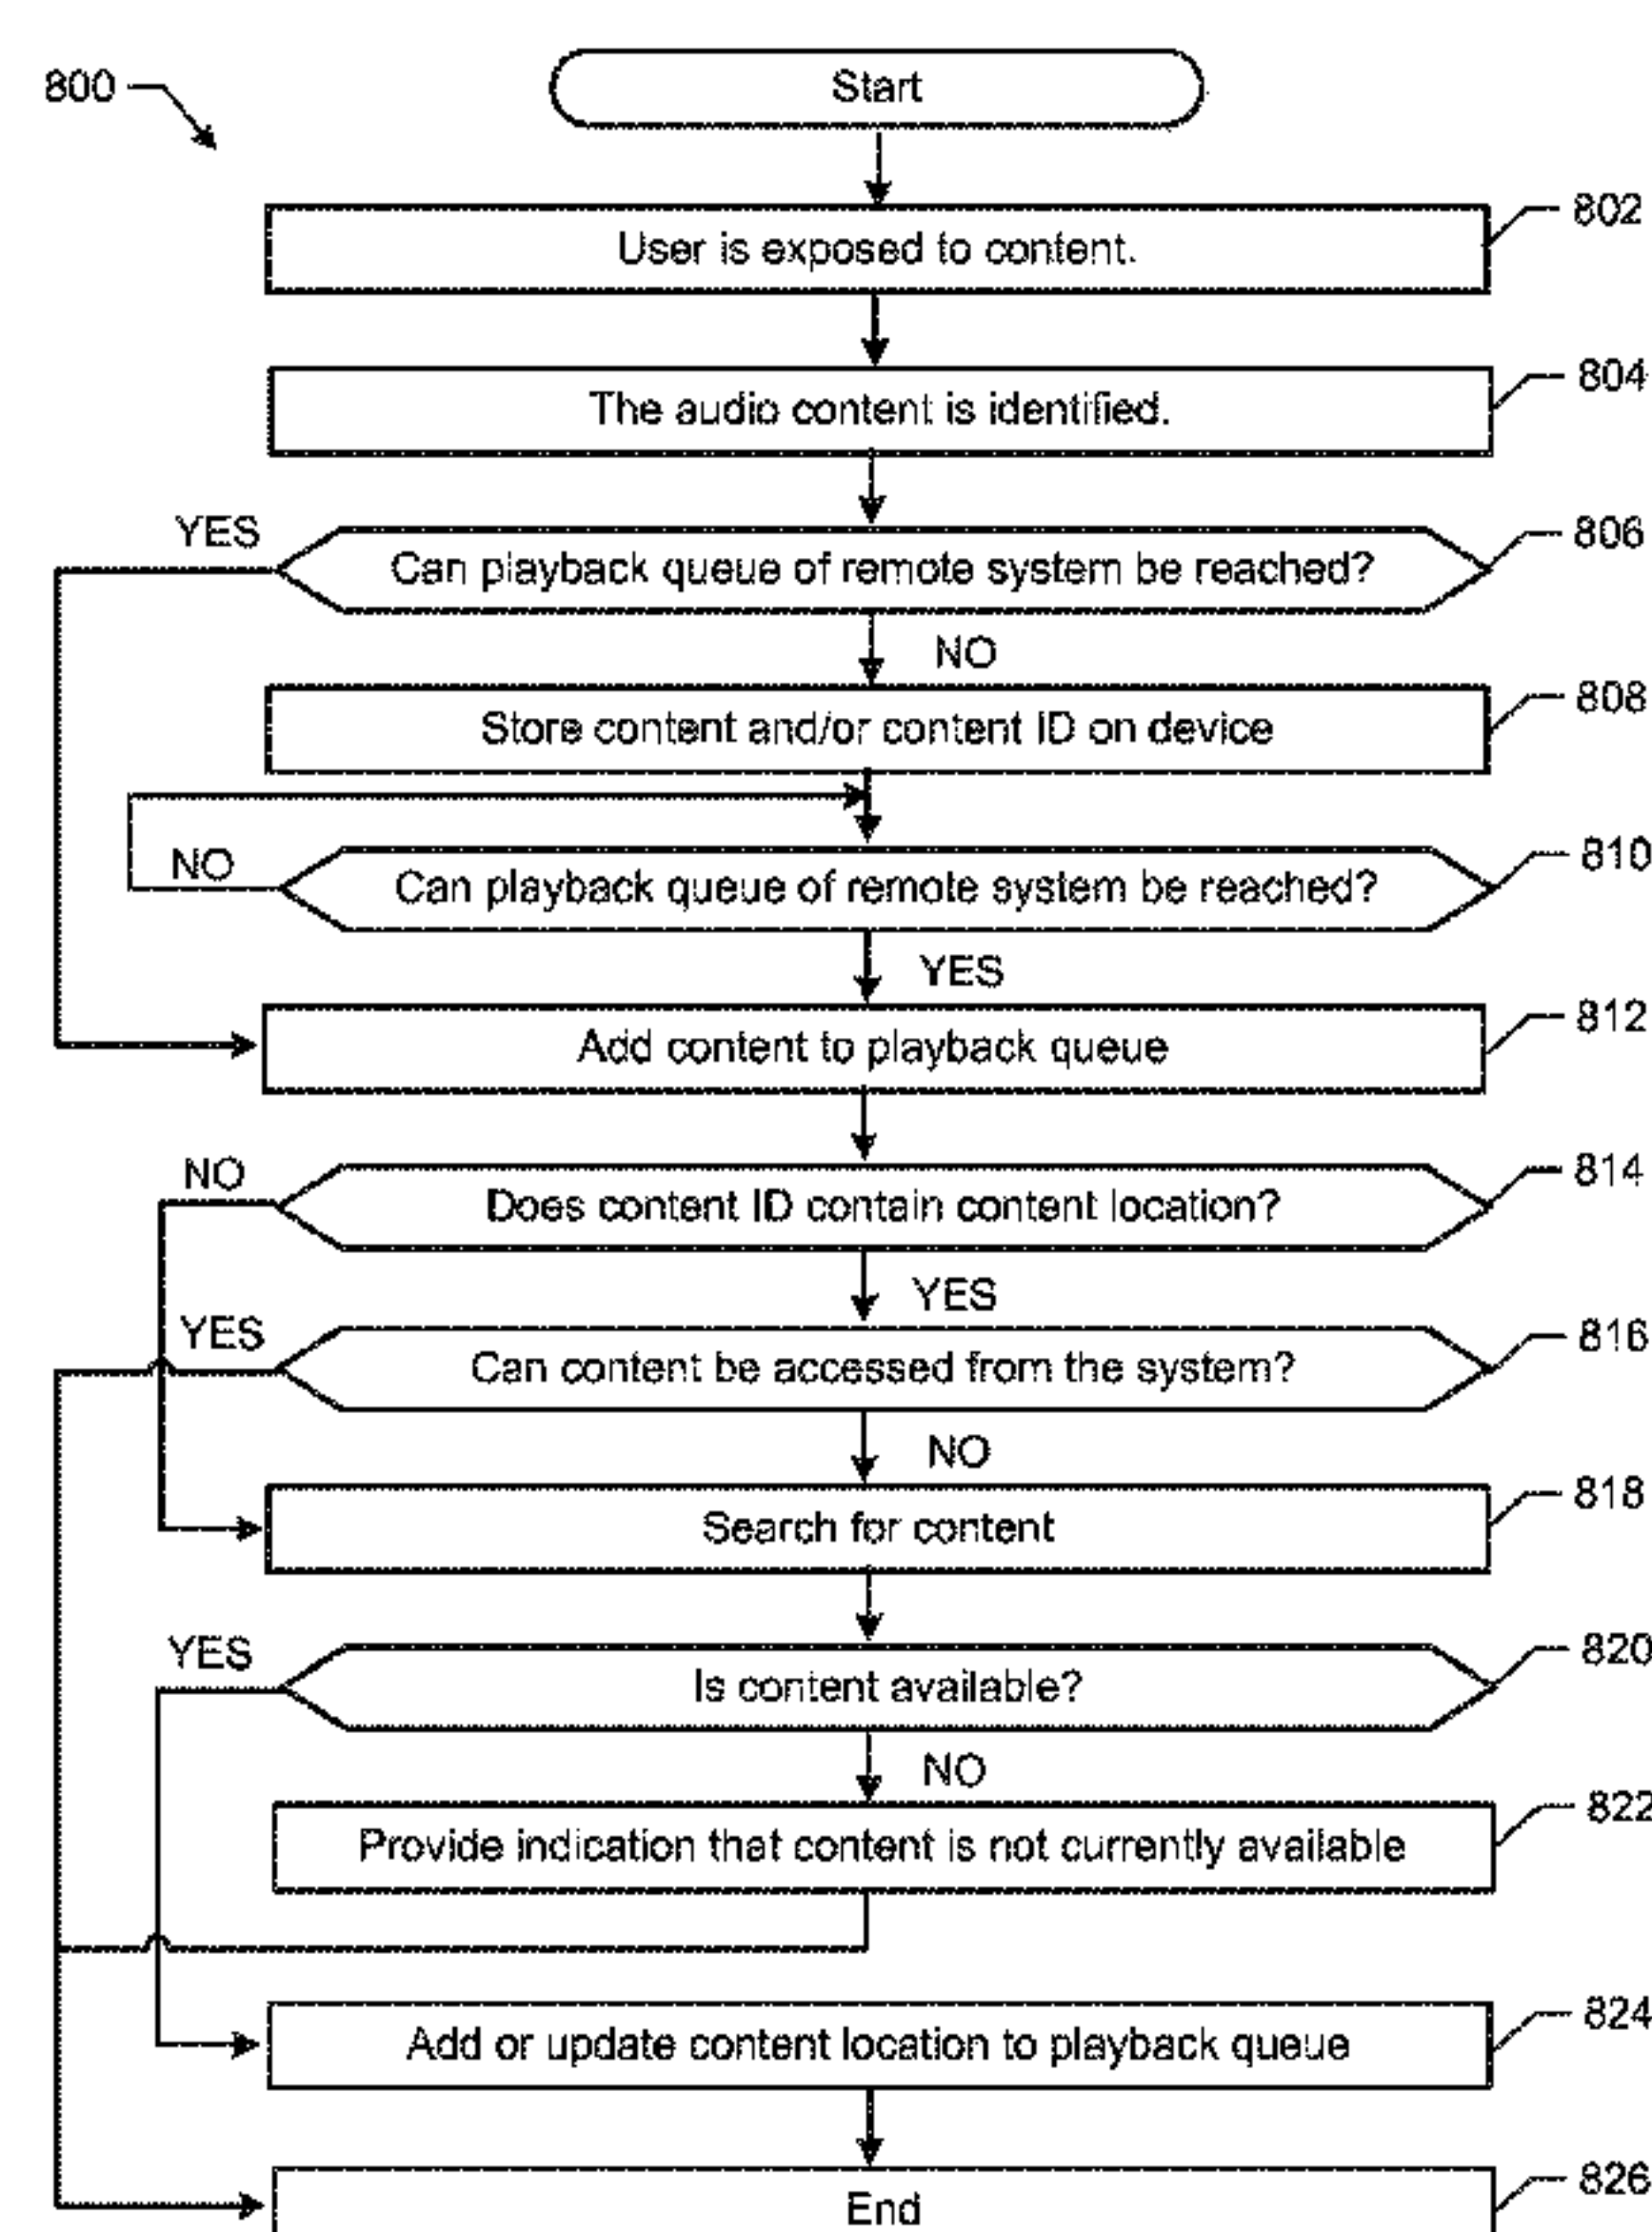 800
Start
802
User is exposed to content.
804
The audio content is identified.
YES
806
Can playback queue of remote system be reached?
NO
808
Store content and/or content ID on device
810
NO
Can playback queue of remote system be reached?
YES
812
Add content to playback queue
814
NO
Does content ID contain content location?
YES
YES
816
Can content be accessed from the system?
NO
818
Search for content
820
YES
Is content available?
NO
822
Provide indication that content is not currently available
824
Add or update content location to playback queue
826
End